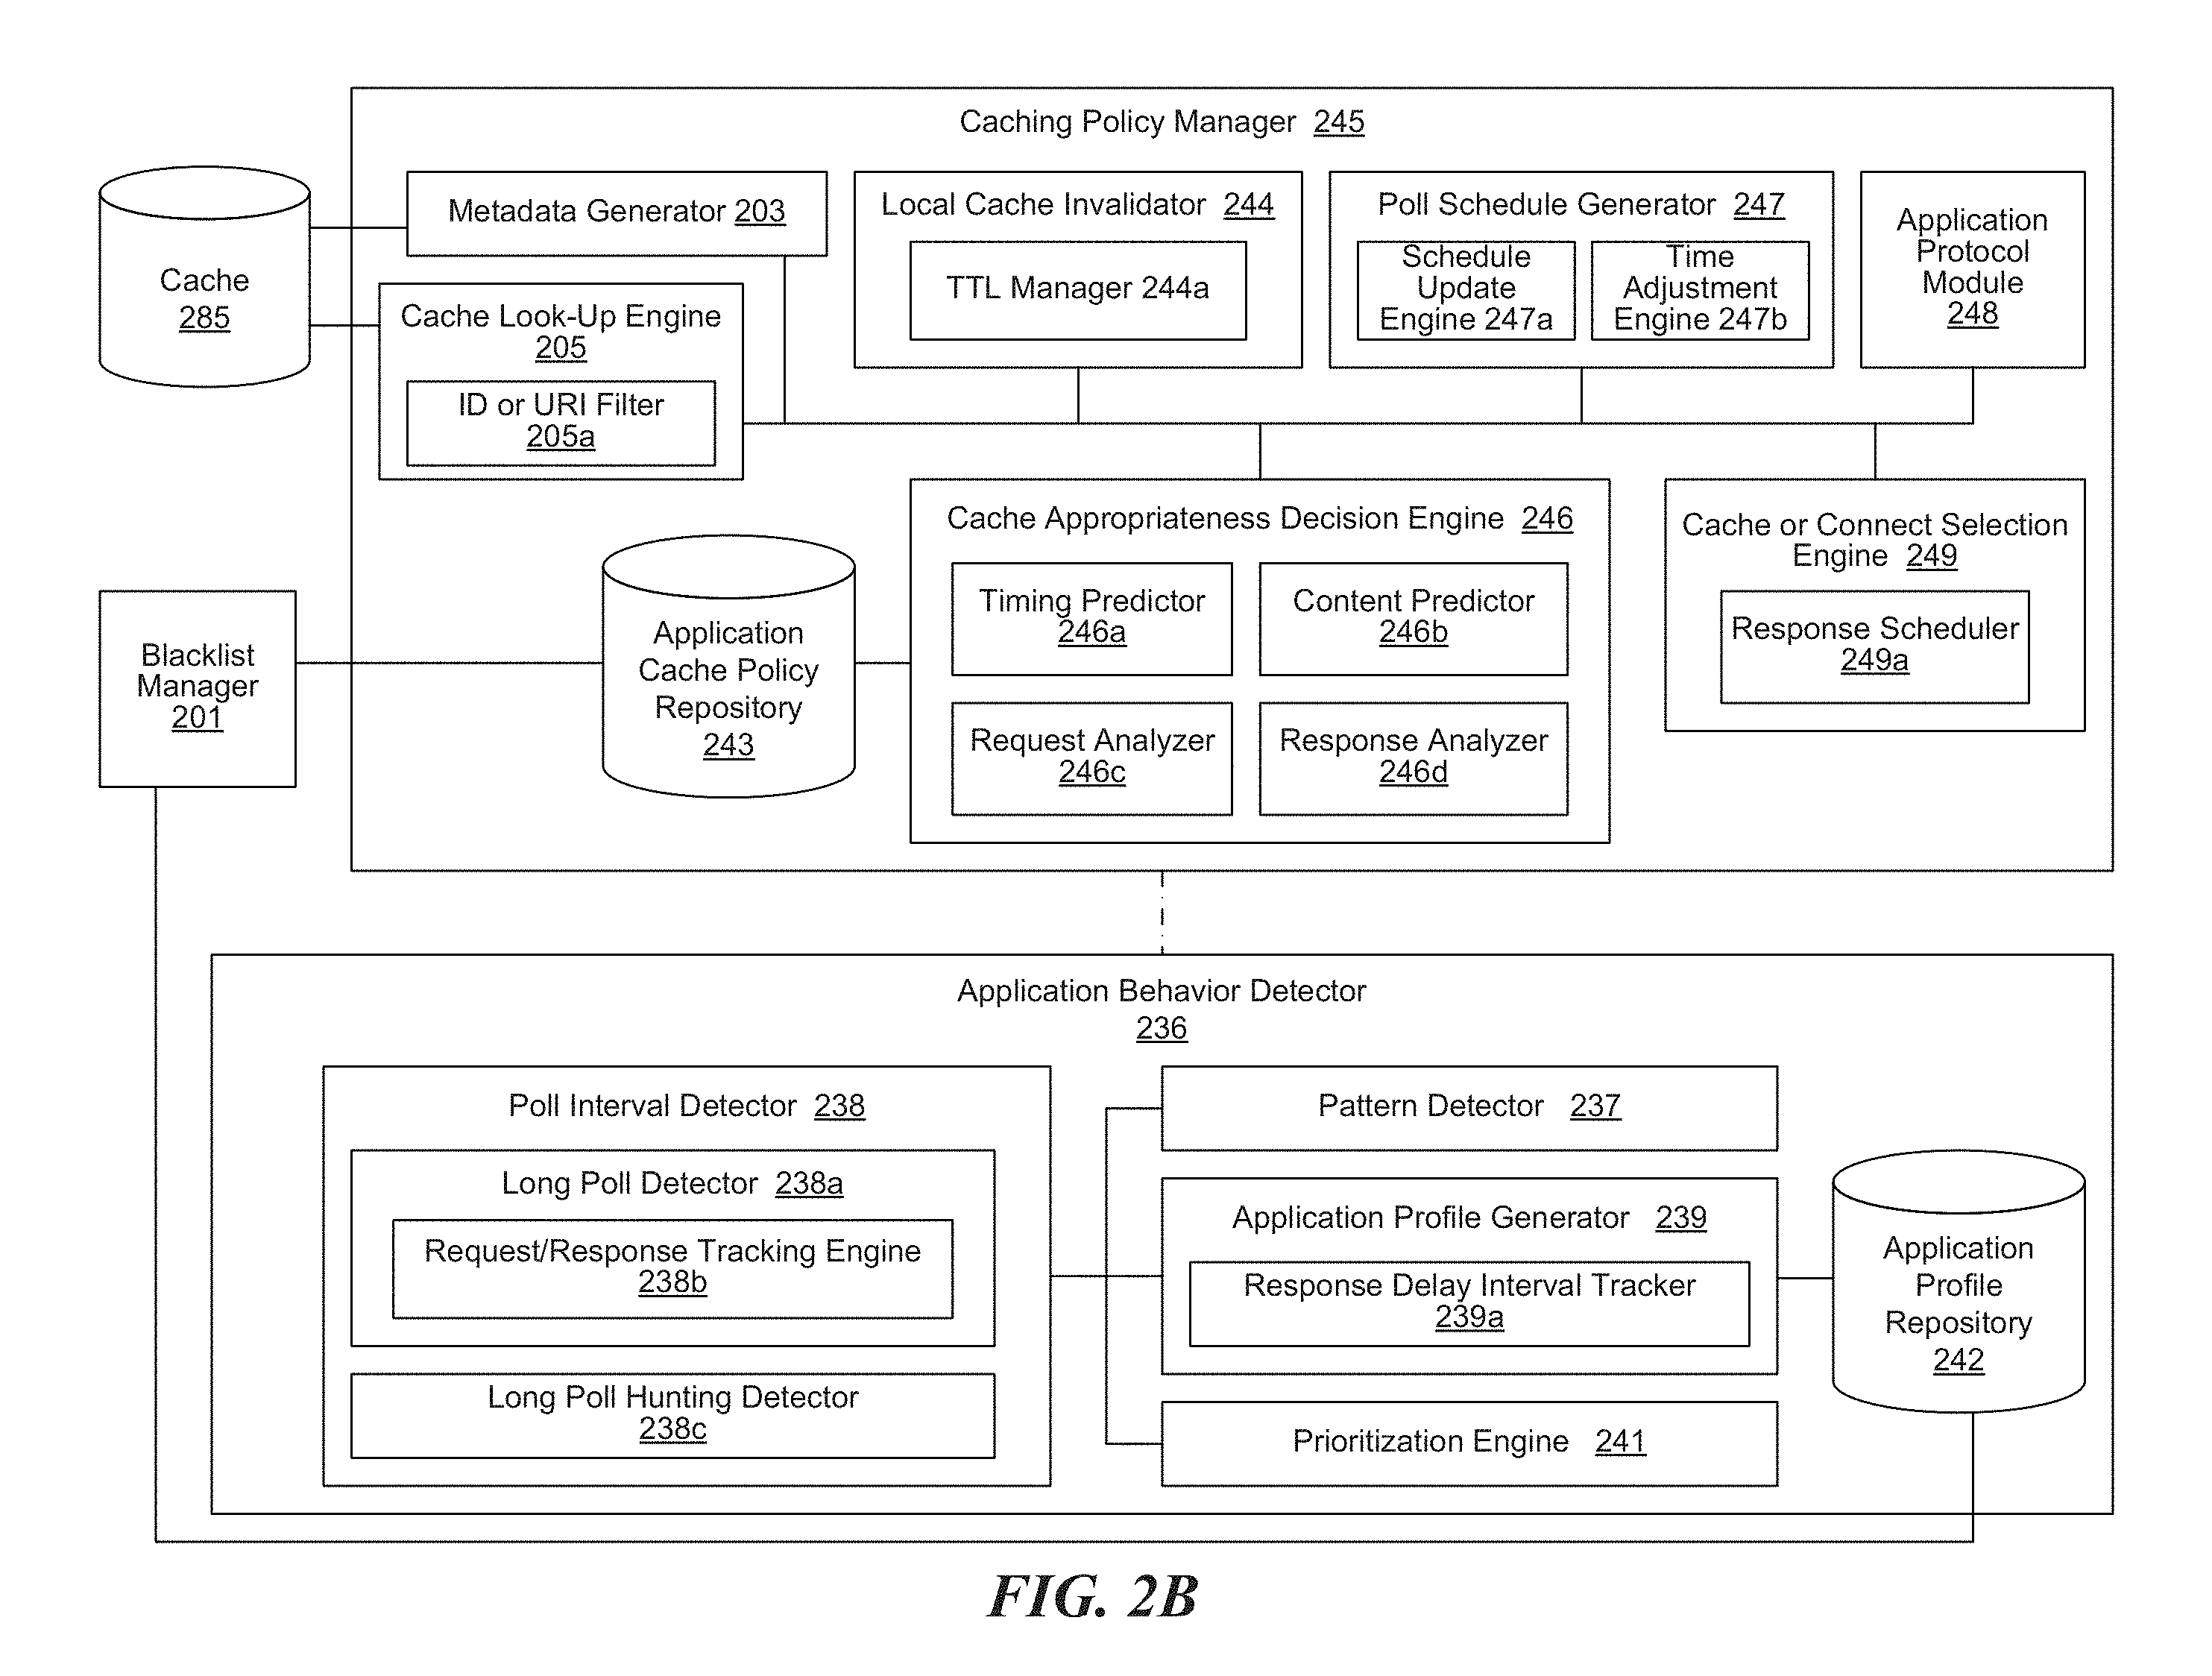 Caching Policy Manager 245
Cache
285
Metadata Generator 203
Cache Look-Up Engine
205
ID or URI Filter
205a
Local Cache Invalidator 244
TTL Manager 244a
Poll Schedule Generator 247
Schedule
Update
Engine 247a
Time
Adjustment
Engine 247b
Application
Protocol
Module
248
Blacklist
Manager
201
Application
Cache Policy
Repository
243
Cache Appropriateness Decision Engine 246
Timing Predictor
246a
Content Predictor
246b
Request Analyzer
246c
Response Analyzer
246d
Cache or Connect Selection
Engine 249
Response Scheduler
249a
Application Behavior Detector
236
Poll Interval Detector 238
Long Poll Detector 238a
Request/Response Tracking Engine
238b
Long Poll Hunting Detector
238c
Pattern Detector 237
Application Profile Generator 239
Response Delay Interval Tracker
239a
Prioritization Engine 241
Application
Profile
Repository
242
FIG. 2B